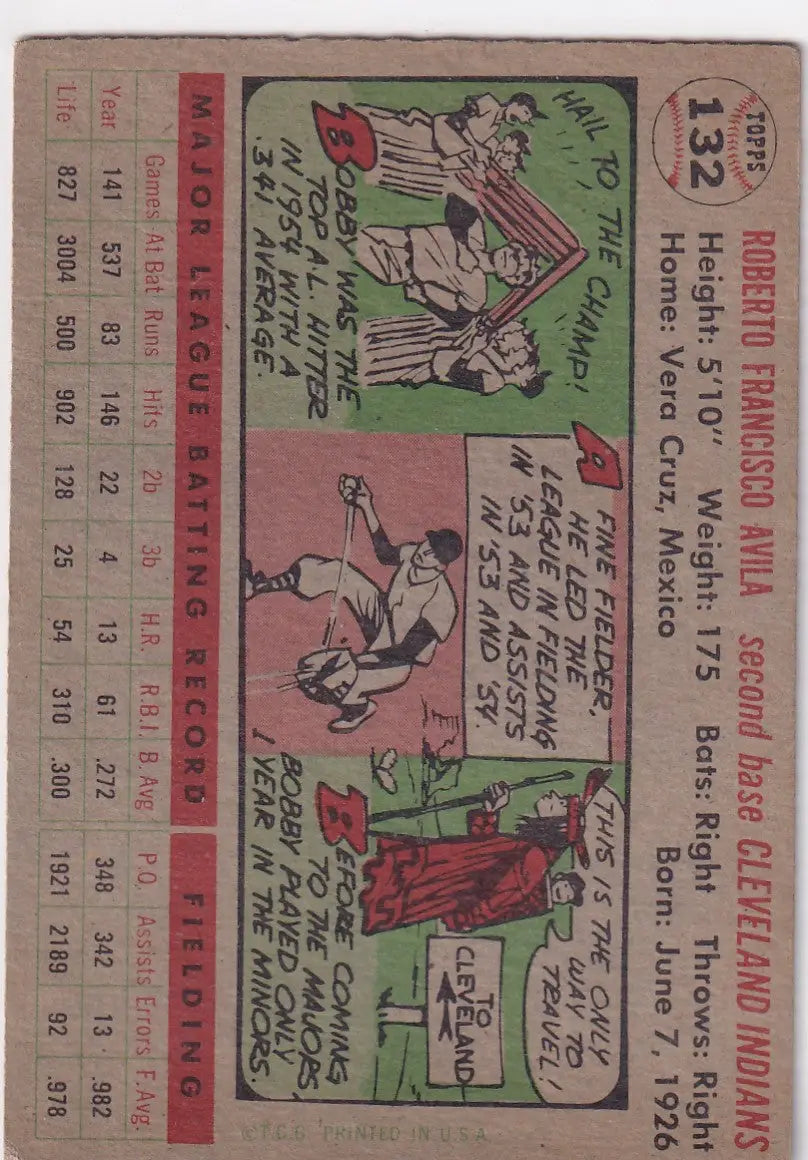 TOPPS
132
ROBERTO FRANCISCO AVILA second base CLEVELAND INDIANS
Height: 5'10" Weight: 175 Bats: Right Throws: Right
Home: Vera Cruz, Mexico Born: June 7, 1926
HAIL TO THE CHAMP!
BOBBY WAS THE
TOP A.L. HITTER
IN 1954 WITH A
.341 AVERAGE.
A FINE FIELDER,
HE LED THE
LEAGUE IN FIELDING
IN '53 AND ASSISTS
IN '53 AND '54.
THIS IS THE ONLY
WAY TO
TRAVEL!
TO
CLEVELAND
BEFORE COMING
TO THE MAJORS,
BOBBY PLAYED ONLY
1 YEAR IN THE MINORS.
© T.C.G. PRINTED IN U.S.A.
MAJOR LEAGUE BATTING RECORD FIELDING
Games At Bat Runs Hits 2b 3b H.R. R.B.I. B.Avg P.O. Assists Errors F.Avg.
Year 141 537 83 146 22 4 13 61 .272 348 342 13 .982
Life 827 3004 500 902 128 25 54 310 .300 1921 2189 92 .978